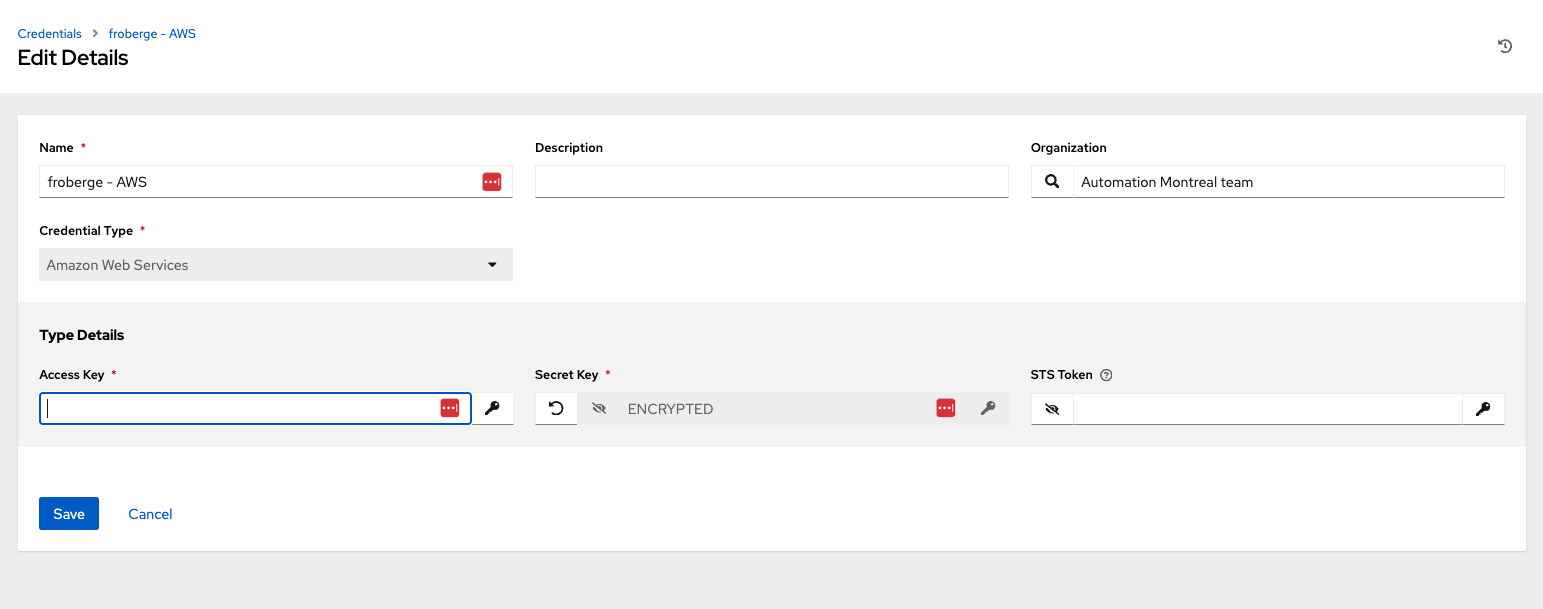 Credentials > froberge - AWS
Edit Details
Name *
Description
Organization
froberge - AWS
Automation Montreal team
Credential Type *
Amazon Web Services
Type Details
Access Key *
Secret Key *
STS Token
ENCRYPTED
Save
Cancel